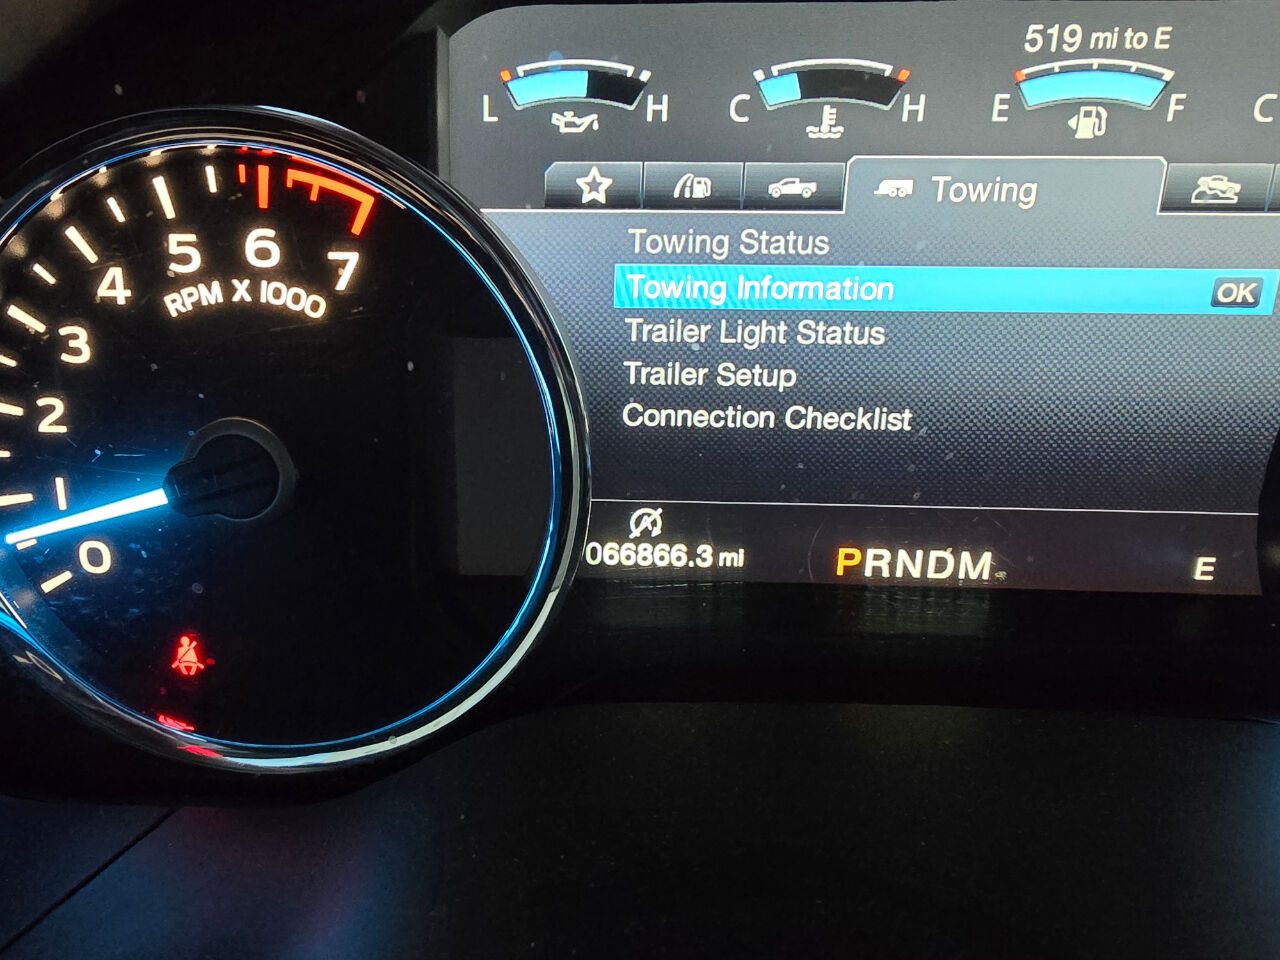 519 mi to E
L H C H E F C
Towing
Towing Status
Towing Information OK
Trailer Light Status
Trailer Setup
Connection Checklist
066866.3 mi PRNDM E
0 1 2 3 4 5 6 7
RPM X 1000